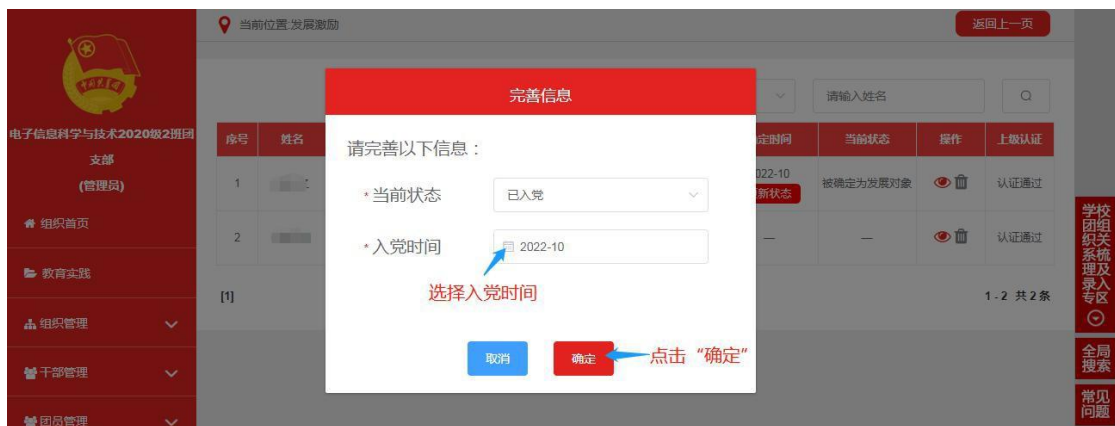 当前位置:发展激励
返回上一页
电子信息科学与技术2020级2班团
支部
(管理员)
组织首页
教育实践
组织管理
干部管理
团员管理
请输入姓名
序号 姓名 定时间 当前状态 操作 上级认证
1 022-10 新状态 被确定为发展对象 认证通过
2 — — 认证通过
[1] 1-2 共2条
完善信息
请完善以下信息：
*当前状态 已入党
*入党时间 2022-10
选择入党时间
取消 确定 点击“确定”
学校
团组
织关
系统
理及
录入
专区
全局
搜索
常见
问题